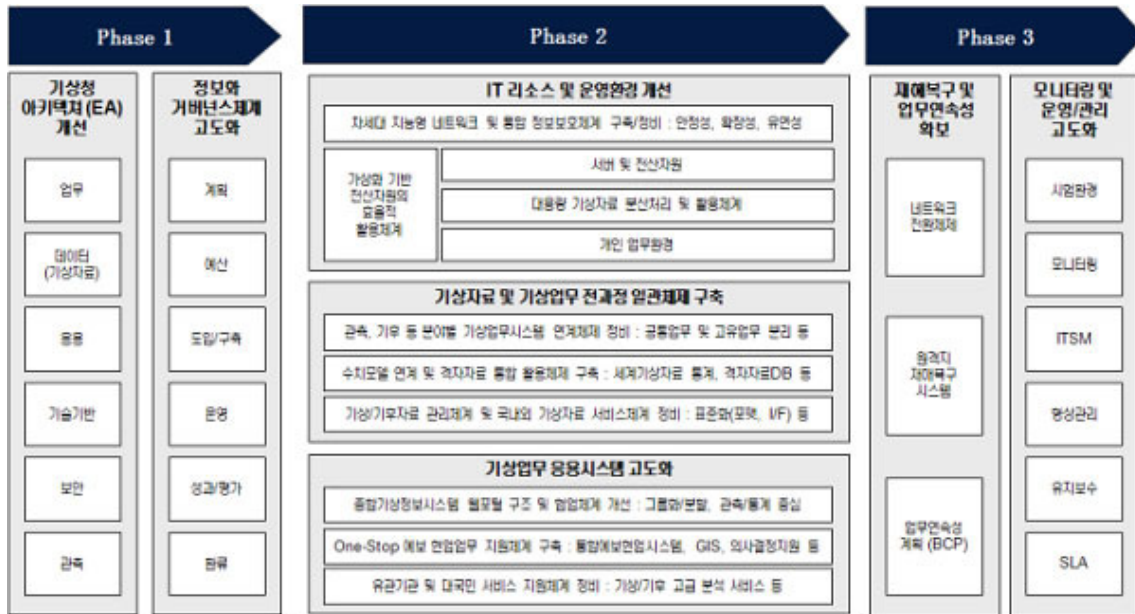 Phase 1
기상청
아키텍처(EA)
개선
업무
데이터
(기상자료)
응용
기술기반
보안
관측
정보화
거버넌스체계
고도화
계획
예산
도입/구축
운영
성과/평가
환류
Phase 2
IT 리소스 및 운영환경 개선
차세대 지능형 네트워크 및 통합 정보보호체계 구축/정비 : 안정성, 확장성, 유연성
가상화 기반
전산자원의
효율적
활용체계
서버 및 전산자원
대용량 기상자료 분산처리 및 활용체계
개인 업무환경
기상자료 및 기상업무 전과정 일관체제 구축
관측, 기후 등 분야별 기상업무시스템 연계체제 정비 : 공통업무 및 고유업무 분리 등
수치모델 연계 및 격자자료 통합 활용체제 구축 : 세계기상자료 통계, 격자자료DB 등
기상/기후자료 관리체계 및 국내외 기상자료 서비스체계 정비 : 표준화(포맷, I/F) 등
기상업무 응용시스템 고도화
종합기상정보시스템 웹포털 구조 및 협업체계 개선 : 그룹화/분할, 관측/통계 중심
One-Stop 예보 현업업무 지원체계 구축 : 통합예보현업시스템, GIS, 의사결정지원 등
유관기관 및 대국민 서비스 지원체계 정비 : 기상/기후 고급 분석 서비스 등
Phase 3
재해복구 및
업무연속성
확보
네트워크
전환체제
원격지
재해복구
시스템
업무연속성
계획 (BCP)
모니터링 및
운영/관리
고도화
시험환경
모니터링
ITSM
형상관리
유지보수
SLA